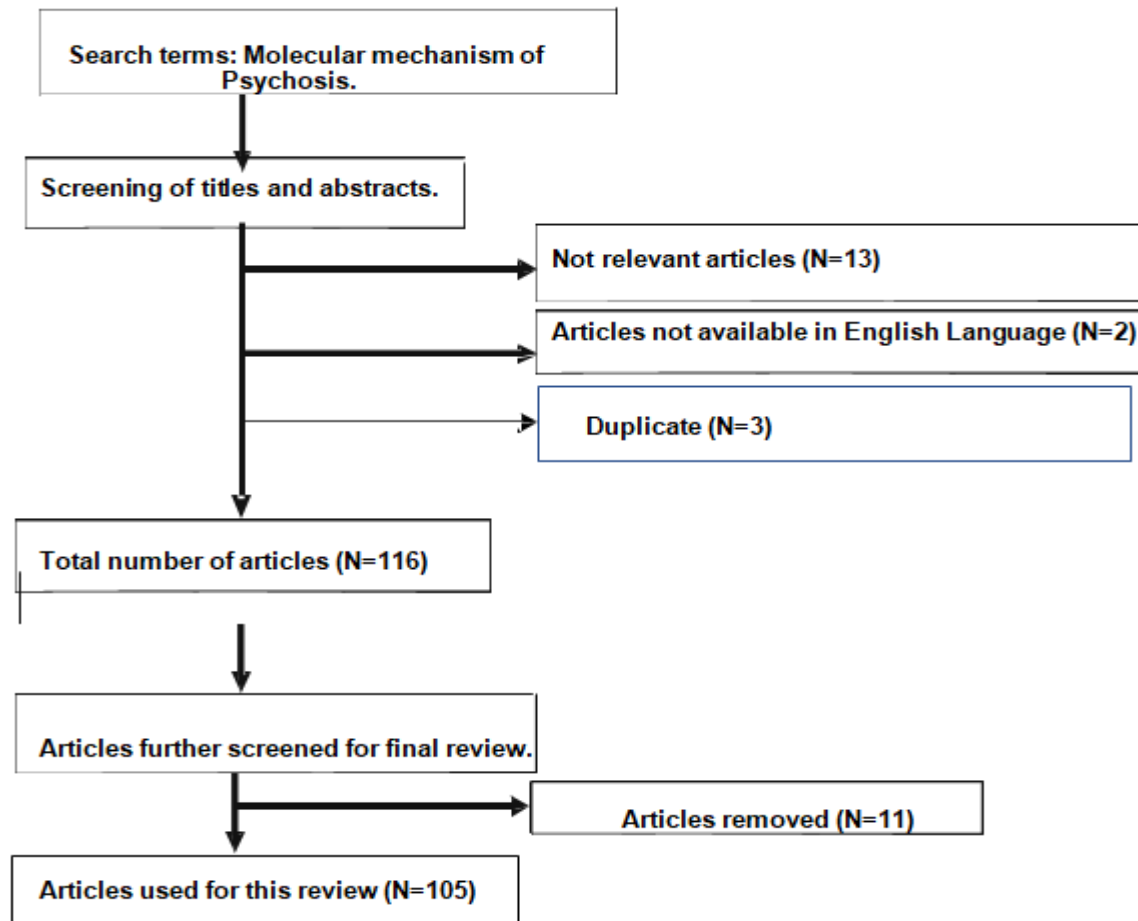 Search terms: Molecular mechanism of
Psychosis.
Screening of titles and abstracts.
Not relevant articles (N=13)
Articles not available in English Language (N=2)
Duplicate (N=3)
Total number of articles (N=116)
Articles further screened for final review.
Articles removed (N=11)
Articles used for this review (N=105)